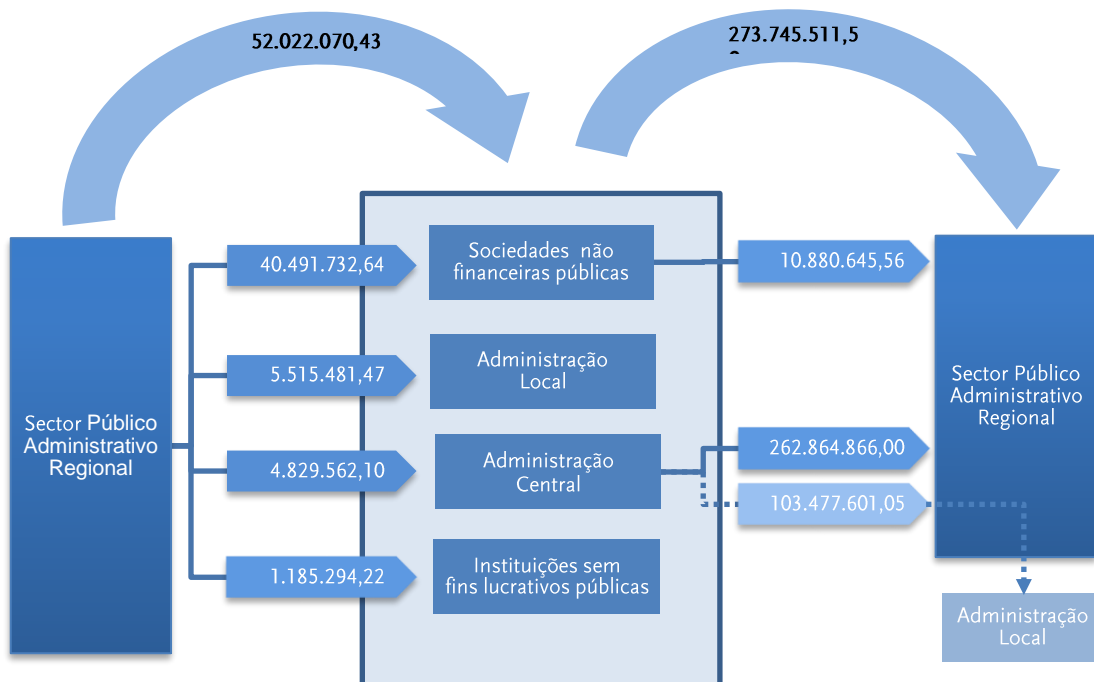 52.022.070,43
273.745.511,5
Sociedades não
financeiras públicas
40.491.732,64
10.880.645,56
Administração
Local
5.515.481,47
Sector Público
Administrativo
Regional
Sector Público
Administrativo
Regional
Administração
Central
4.829.562,10
262.864.866,00
103.477.601,05
Instituições sem
fins lucrativos públicas
1.185.294,22
Administração
Local